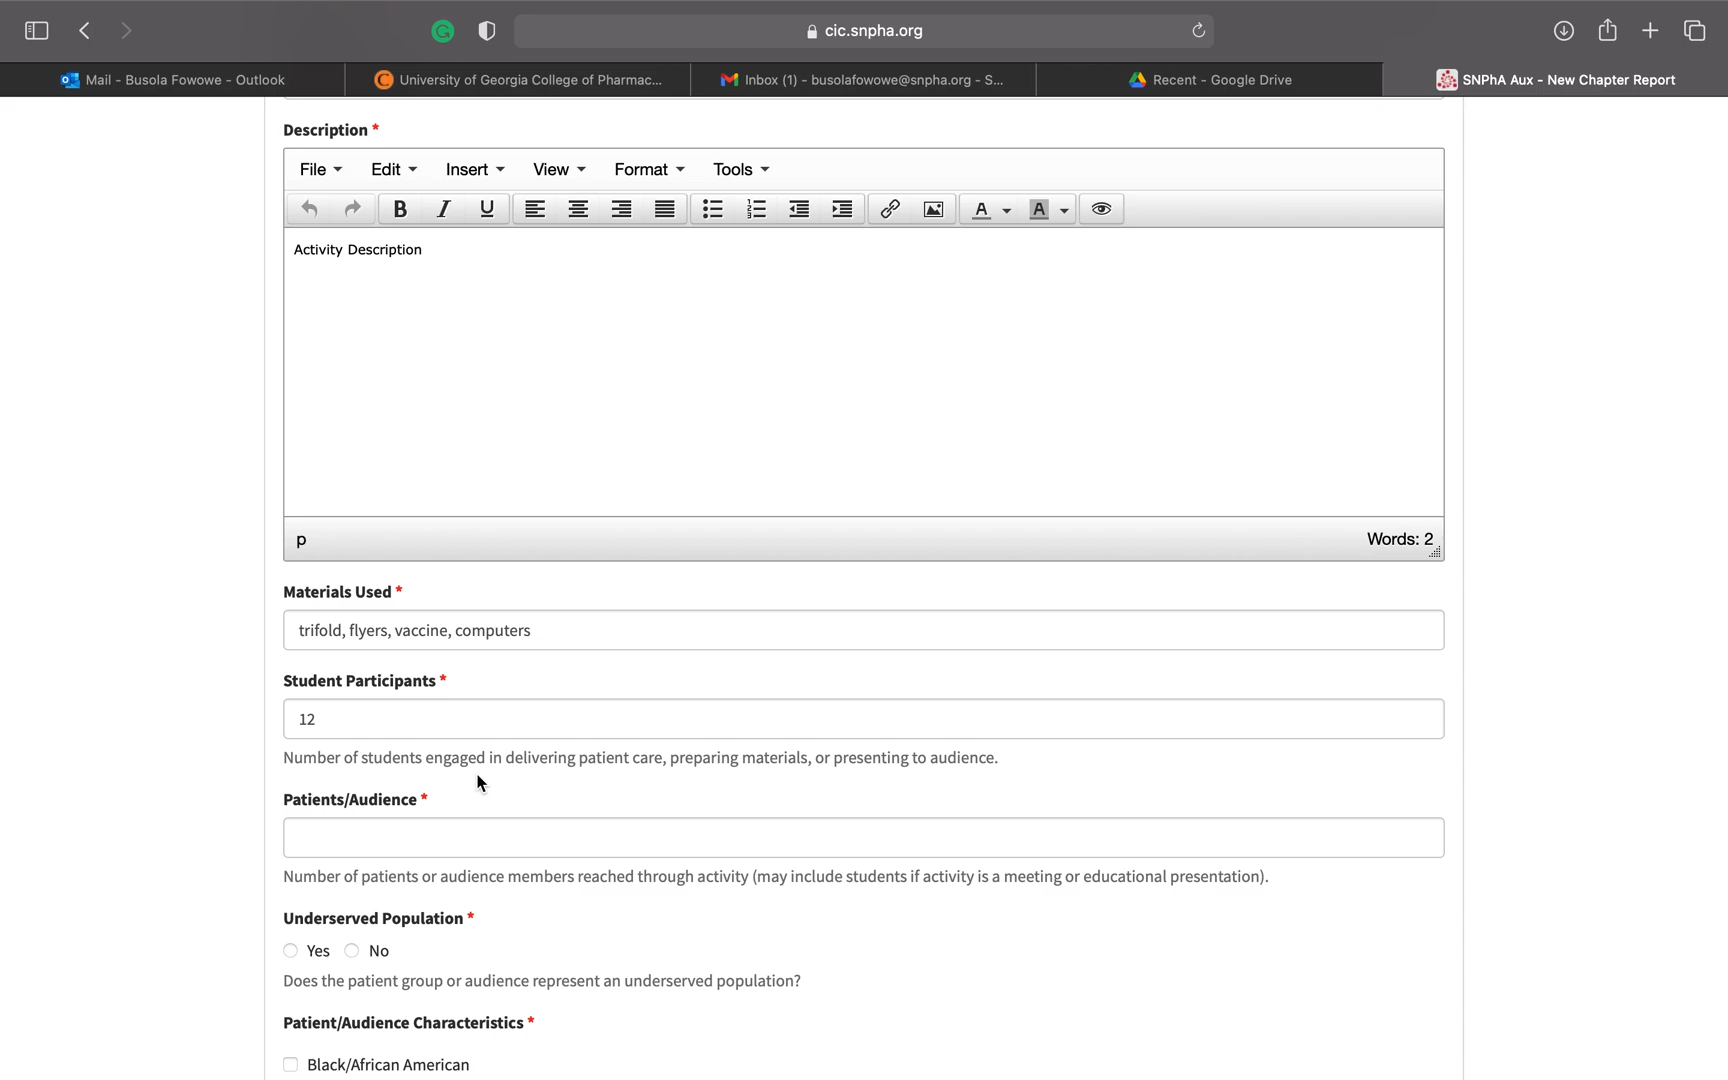 cic.snpha.org
Mail - Busola Fowowe - Outlook
University of Georgia College of Pharmac...
Inbox (1) - busolafowowe@snpha.org - S...
Recent - Google Drive
SNPhA Aux - New Chapter Report
Description *
File Edit Insert View Format Tools
B I U A A
Activity Description
p Words: 2
Materials Used *
trifold, flyers, vaccine, computers
Student Participants *
12
Number of students engaged in delivering patient care, preparing materials, or presenting to audience.
Patients/Audience *
Number of patients or audience members reached through activity (may include students if activity is a meeting or educational presentation).
Underserved Population *
Yes No
Does the patient group or audience represent an underserved population?
Patient/Audience Characteristics *
Black/African American